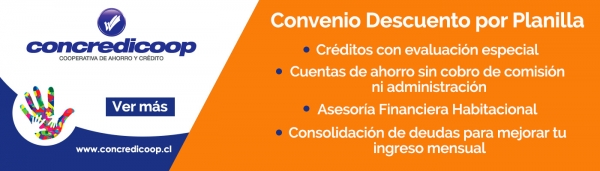 concredicoop
COOPERATIVA DE AHORRO Y CRÉDITO
Ver más
www.concredicoop.cl
Convenio Descuento por Planilla
• Créditos con evaluación especial
• Cuentas de ahorro sin cobro de comisión
ni administración
• Asesoría Financiera Habitacional
• Consolidación de deudas para mejorar tu
ingreso mensual